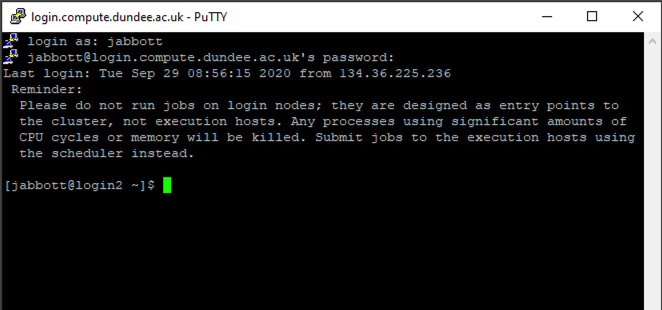 login.compute.dundee.ac.uk - PuTTY
login as: jabbott
jabbott@login.compute.dundee.ac.uk's password:
Last login: Tue Sep 29 08:56:15 2020 from 134.36.225.236
Reminder:
Please do not run jobs on login nodes; they are designed as entry points to
the cluster, not execution hosts. Any processes using significant amounts of
CPU cycles or memory will be killed. Submit jobs to the execution hosts using
the scheduler instead.
[jabbott@login2 ~]$